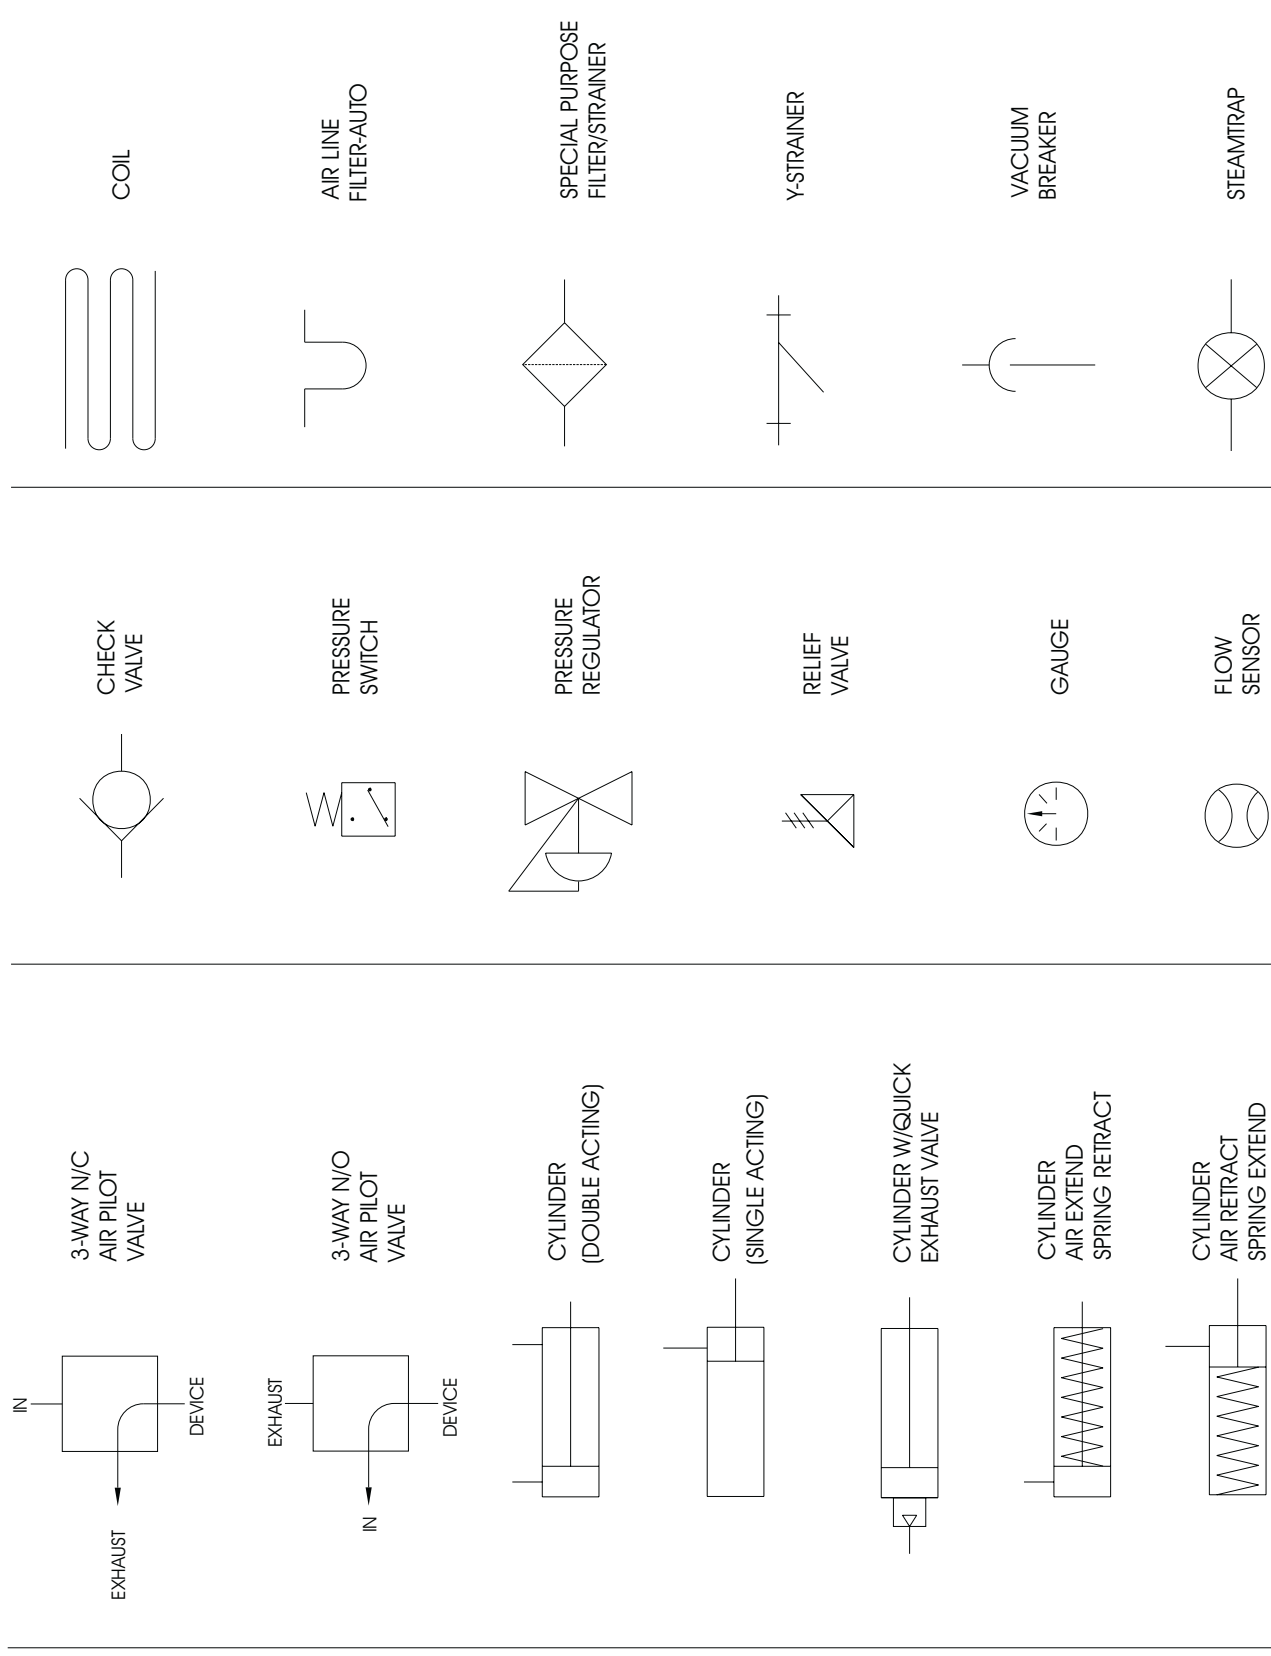 3-WAY N/C
AIR PILOT
VALVE
IN
DEVICE
EXHAUST
3-WAY N/O
AIR PILOT
VALVE
EXHAUST
DEVICE
IN
CYLINDER
(DOUBLE ACTING)
CYLINDER
(SINGLE ACTING)
CYLINDER W/QUICK
EXHAUST VALVE
CYLINDER
AIR EXTEND
SPRING RETRACT
CYLINDER
AIR RETRACT
SPRING EXTEND
CHECK
VALVE
PRESSURE
SWITCH
PRESSURE
REGULATOR
RELIEF
VALVE
GAUGE
FLOW
SENSOR
COIL
AIR LINE
FILTER-AUTO
SPECIAL PURPOSE
FILTER/STRAINER
Y-STRAINER
VACUUM
BREAKER
STEAMTRAP